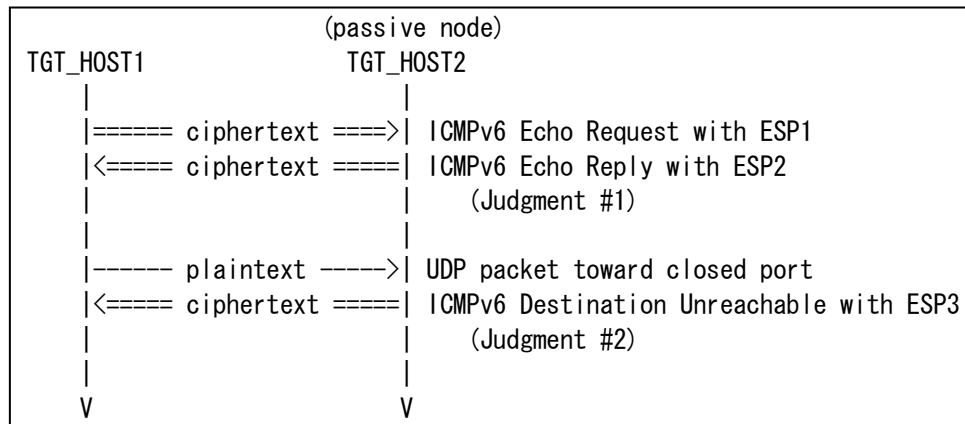 (passive node)
TGT_HOST1 TGT_HOST2
| |
|====== ciphertext ====>| ICMPv6 Echo Request with ESP1
|<===== ciphertext =====| ICMPv6 Echo Reply with ESP2
| | (Judgment #1)
| |
|------ plaintext ----->| UDP packet toward closed port
|<===== ciphertext =====| ICMPv6 Destination Unreachable with ESP3
| | (Judgment #2)
| |
V V